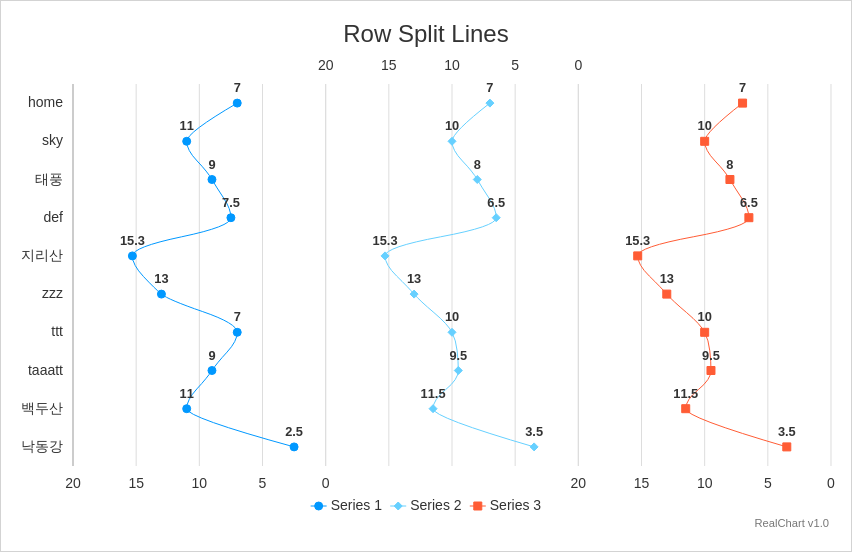 Row Split Lines
20 15 10 5 0
home 7 7 7
sky 11 10 10
태풍 9 8 8
def 7.5 6.5 6.5
지리산 15.3 15.3 15.3
zzz 13 13 13
ttt 7 10 10
taaatt 9 9.5 9.5
백두산 11 11.5 11.5
낙동강 2.5 3.5 3.5
20 15 10 5 0 20 15 10 5 0
Series 1 Series 2 Series 3
RealChart v1.0